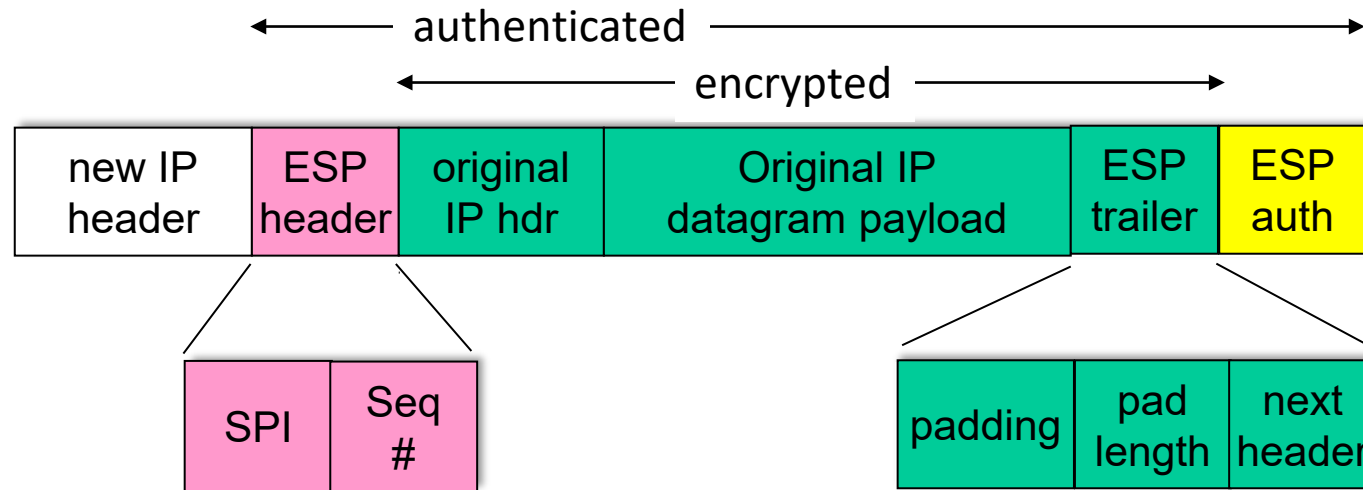 authenticated
encrypted
new IP
header
ESP
header
original
IP hdr
Original IP
datagram payload
ESP
trailer
ESP
auth
SPI
Seq
#
padding
pad
length
next
header